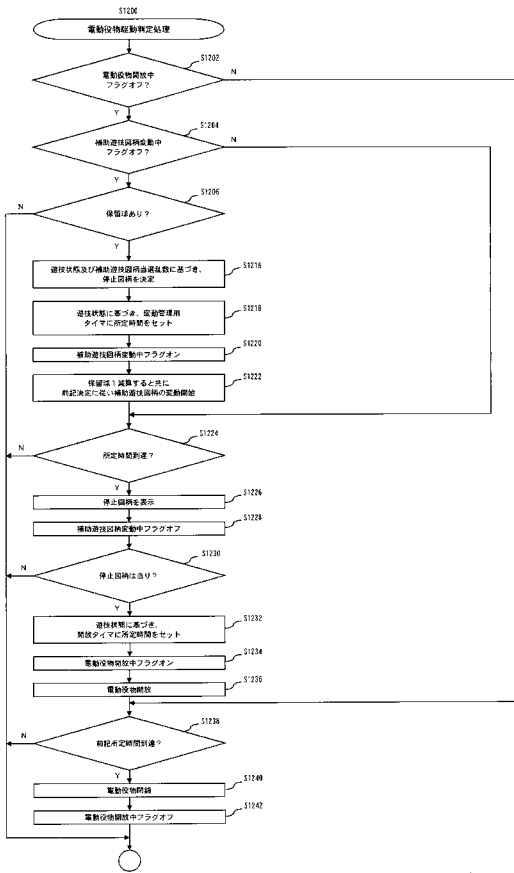 S1200
電動役物駆動判定処理
S1202
電動役物開放中
フラグオフ？
N
Y
S1204
補助遊技図柄変動中
フラグオフ？
N
Y
S1206
保留球あり？
N
Y
S1216
遊技状態及び補助遊技図柄当選乱数に基づき、
停止図柄を決定
S1218
遊技状態に基づき、変動管理用
タイマに所定時間をセット
S1220
補助遊技図柄変動中フラグオン
S1222
保留球１減算すると共に
前記決定に従い補助遊技図柄の変動開始
S1224
所定時間到達？
N
Y
S1226
停止図柄を表示
S1228
補助遊技図柄変動中フラグオフ
S1230
停止図柄は当り？
N
Y
S1232
遊技状態に基づき、
開放タイマに所定時間をセット
S1234
電動役物開放中フラグオン
S1236
電動役物開放
S1238
前記所定時間到達？
N
Y
S1240
電動役物閉鎖
S1242
電動役物開放中フラグオフ